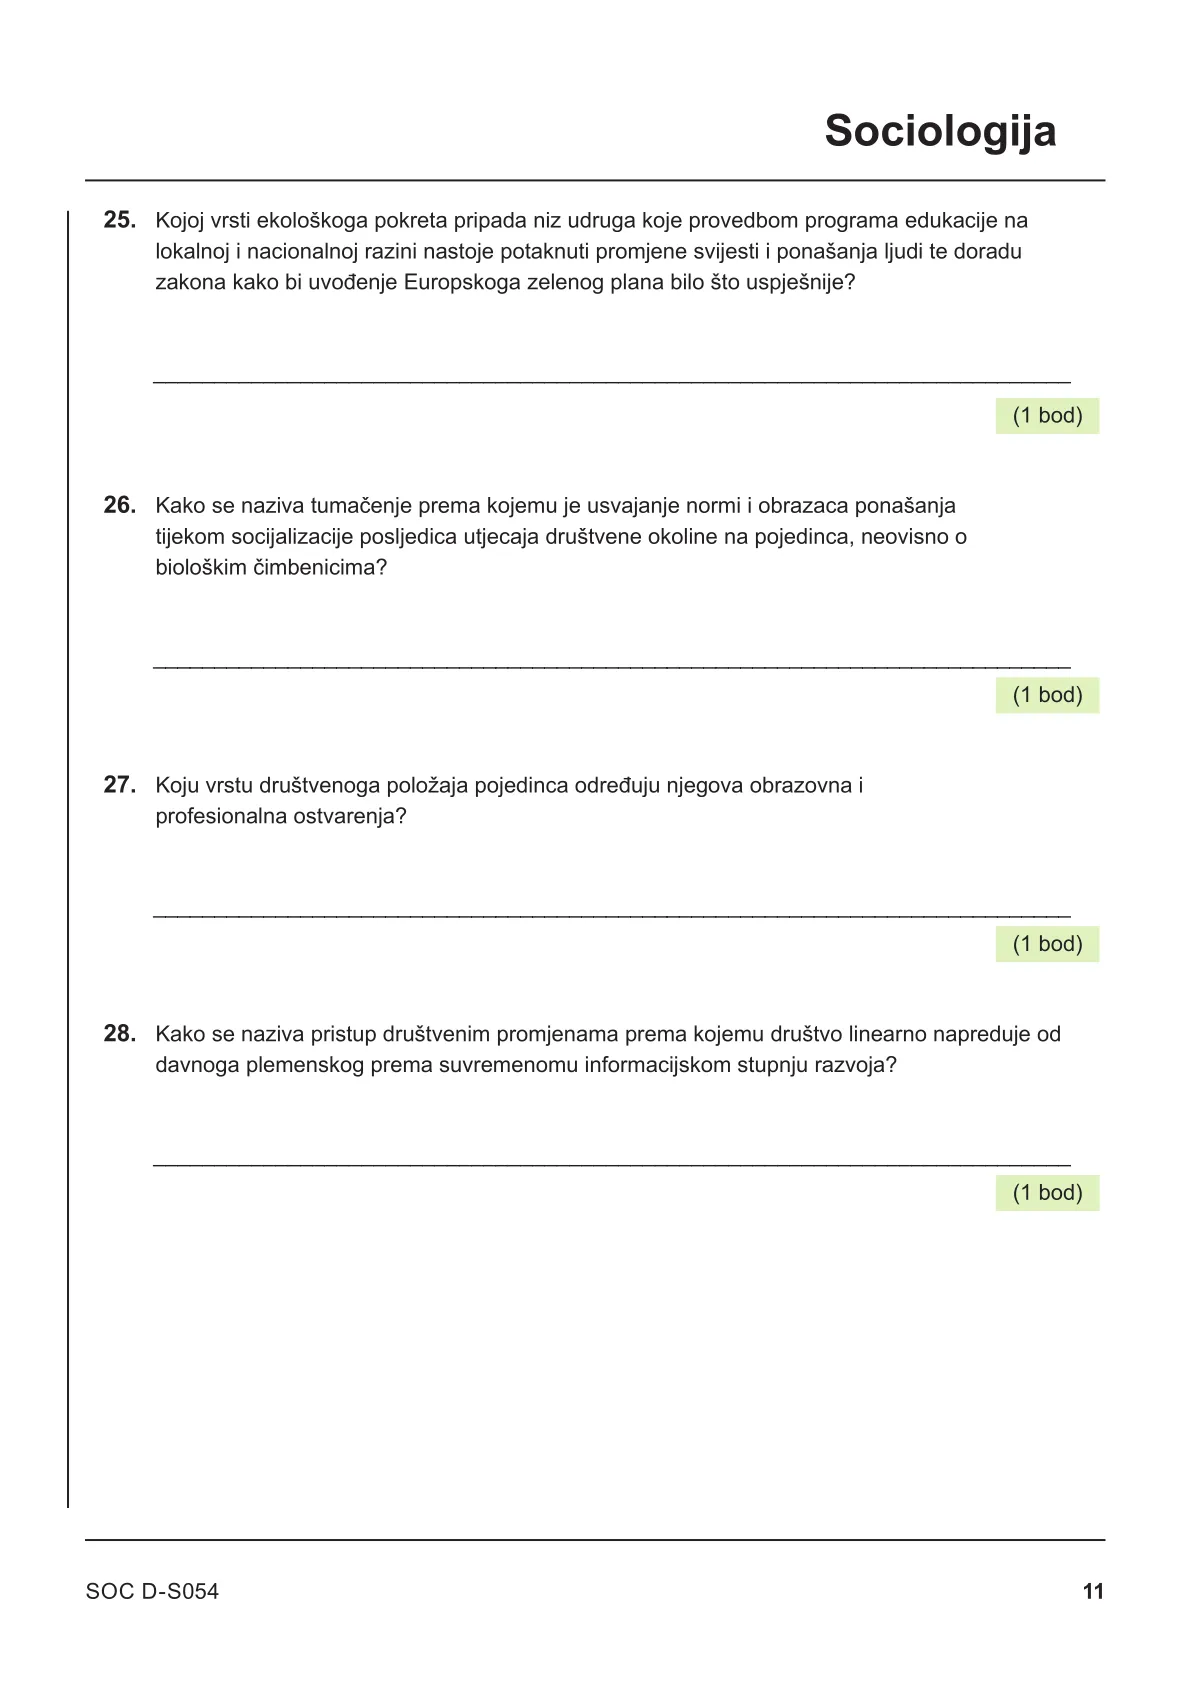 Sociologija
25. Kojoj vrsti ekološkoga pokreta pripada niz udruga koje provedbom programa edukacije na
lokalnoj i nacionalnoj razini nastoje potaknuti promjene svijesti i ponašanja ljudi te doradu
zakona kako bi uvođenje Europskoga zelenog plana bilo što uspješnije?
(1 bod)
26. Kako se naziva tumačenje prema kojemu je usvajanje normi i obrazaca ponašanja
tijekom socijalizacije posljedica utjecaja društvene okoline na pojedinca, neovisno o
biološkim čimbenicima?
(1 bod)
27. Koju vrstu društvenoga položaja pojedinca određuju njegova obrazovna i
profesionalna ostvarenja?
(1 bod)
28. Kako se naziva pristup društvenim promjenama prema kojemu društvo linearno napreduje od
davnoga plemenskog prema suvremenomu informacijskom stupnju razvoja?
(1 bod)
SOC D-S054
11